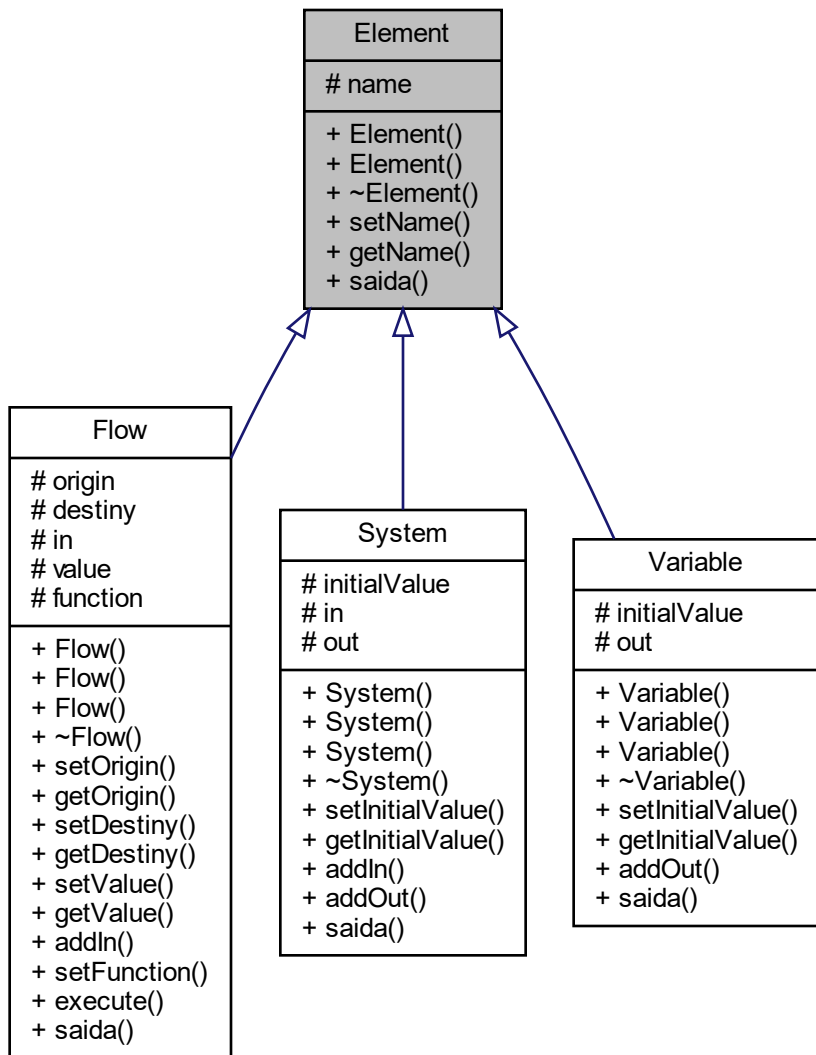 Element
# name
+ Element()
+ Element()
+ ~Element()
+ setName()
+ getName()
+ saida()
Flow
# origin
# destiny
# in
# value
# function
+ Flow()
+ Flow()
+ Flow()
+ ~Flow()
+ setOrigin()
+ getOrigin()
+ setDestiny()
+ getDestiny()
+ setValue()
+ getValue()
+ addIn()
+ setFunction()
+ execute()
+ saida()
System
# initialValue
# in
# out
+ System()
+ System()
+ System()
+ ~System()
+ setInitialValue()
+ getInitialValue()
+ addIn()
+ addOut()
+ saida()
Variable
# initialValue
# out
+ Variable()
+ Variable()
+ Variable()
+ ~Variable()
+ setInitialValue()
+ getInitialValue()
+ addOut()
+ saida()